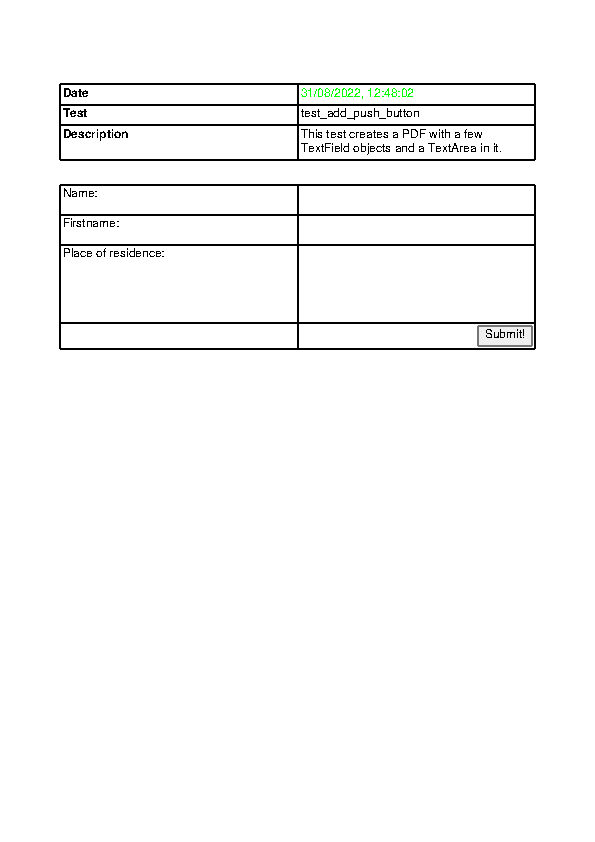 Date 31/08/2022, 12:48:02
Test test_add_push_button
Description This test creates a PDF with a few
TextField objects and a TextArea in it.
Name:
Firstname:
Place of residence:
Submit!